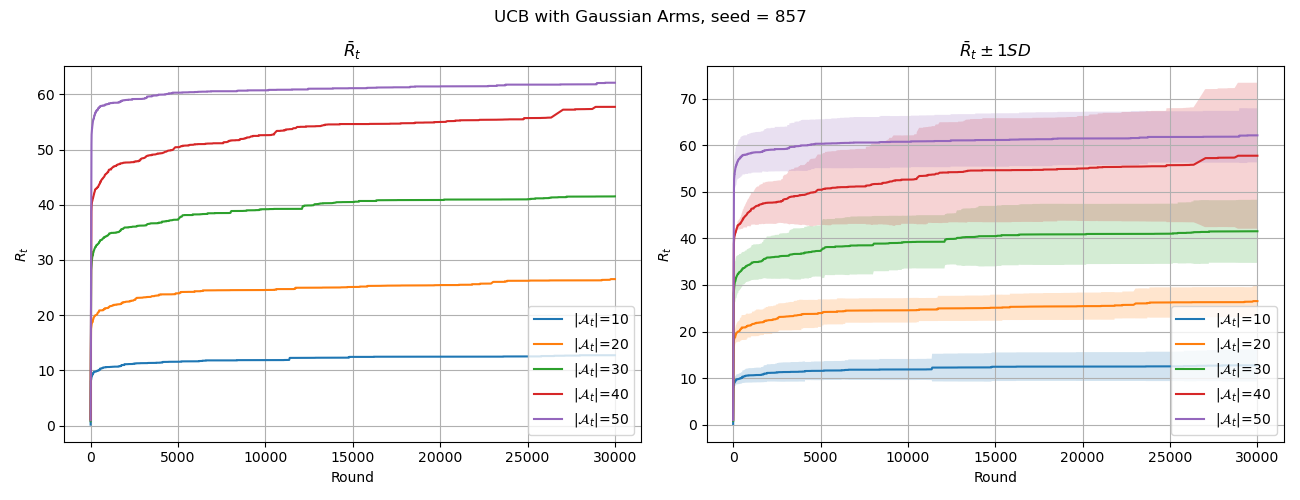 UCB with Gaussian Arms, seed = 857
R̄ₜ
60
50
40
30
20
10
0
Rₜ
0 5000 10000 15000 20000 25000 30000
Round
|𝒜ₜ|=10
|𝒜ₜ|=20
|𝒜ₜ|=30
|𝒜ₜ|=40
|𝒜ₜ|=50
R̄ₜ ± 1SD
70
60
50
40
30
20
10
0
Rₜ
0 5000 10000 15000 20000 25000 30000
Round
|𝒜ₜ|=10
|𝒜ₜ|=20
|𝒜ₜ|=30
|𝒜ₜ|=40
|𝒜ₜ|=50